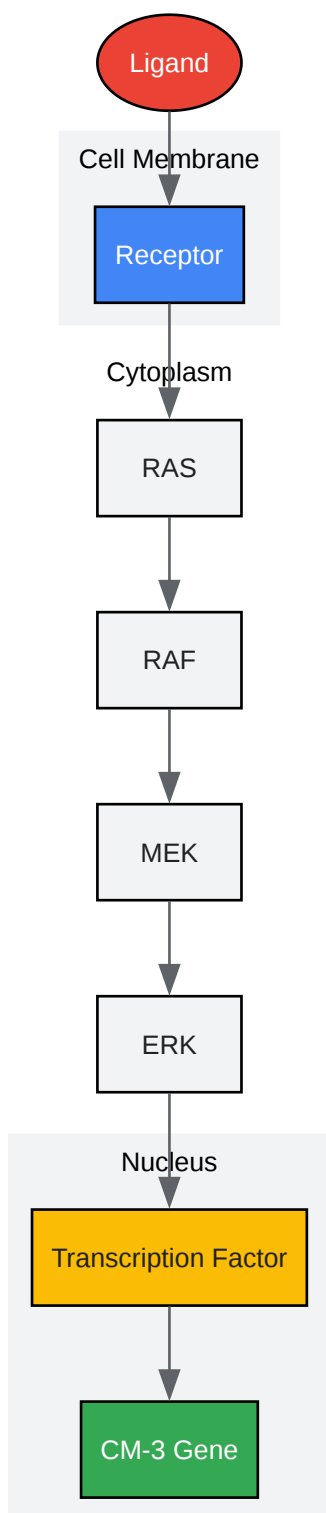 Ligand
Cell Membrane
Receptor
Cytoplasm
RAS
RAF
MEK
ERK
Nucleus
Transcription Factor
CM-3 Gene